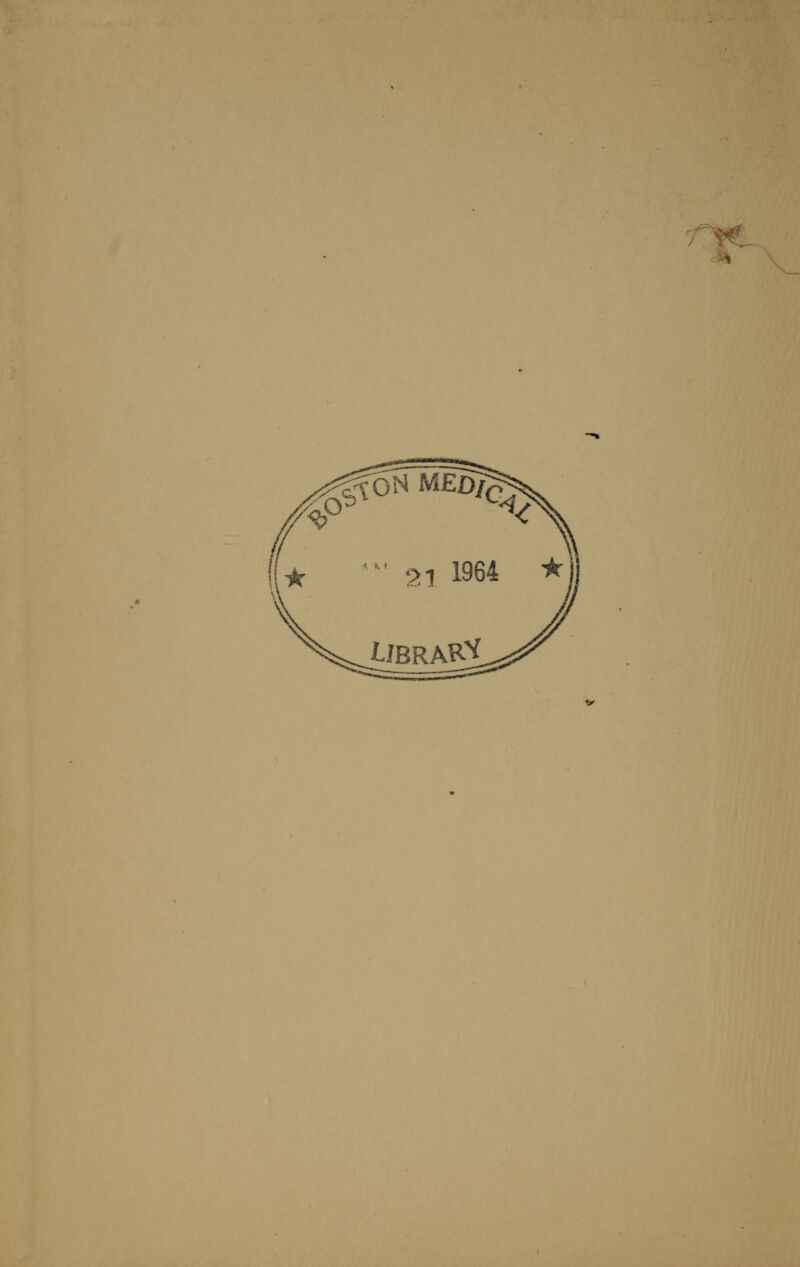 BOSTON MEDICAL
21 1964
LIBRARY